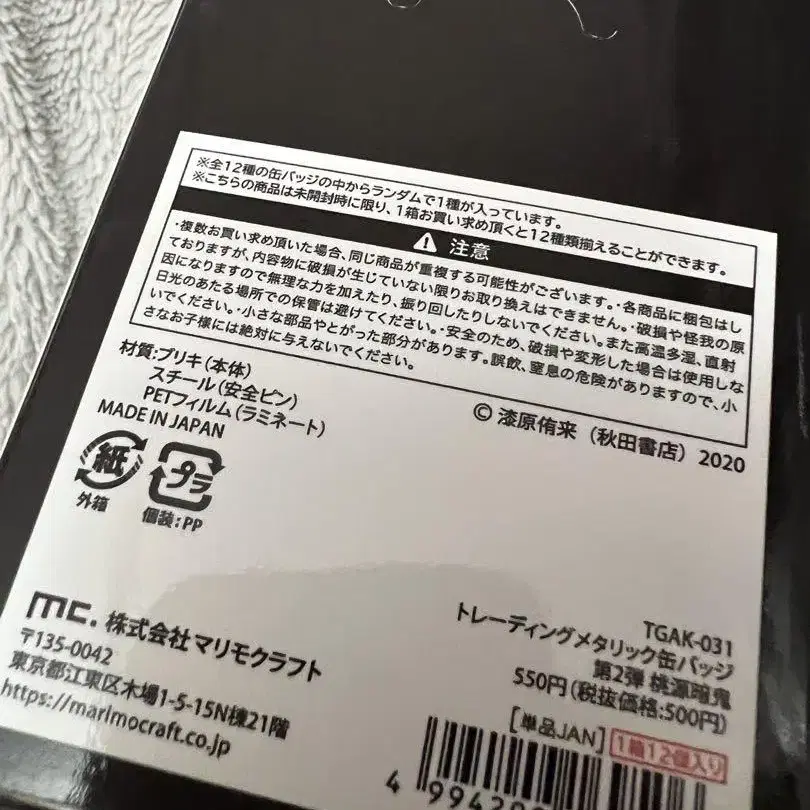 ※全12種の缶バッジの中からランダムで1種が入っています。
※こちらの商品は未開封時に限り、1箱お買い求め頂くと12種類揃えることができます。
注意
・複数お買い求め頂いた場合、同じ商品が重複する可能性がございます。・各商品に梱包はし
ておりますが、内容物に破損が生じていない限りお取り換えはできません。・破損や怪我の原
因になりますので無理な力を加えたり、振り回したりしないでください。また高温多湿、直射
日光のあたる場所での保管は避けてください。・安全のため、破損や変形した場合は使用しな
いでください。・小さな部品やとがった部分があります。誤飲、窒息の危険がありますので、小
さなお子様には絶対に与えないでください。
材質:ブリキ(本体)
スチール(安全ピン)
PETフィルム(ラミネート)
MADE IN JAPAN
© 漆原侑来(秋田書店)2020
紙
プラ
外箱
個装:PP
mc. 株式会社マリモクラフト
〒135-0042
東京都江東区木場1-5-15N棟21階
https://marimocraft.co.jp
TGAK-031
トレーディングメタリック缶バッジ
第2弾 桃源暗鬼
550円(税抜価格:500円)
[単品JAN] 1箱12個入り